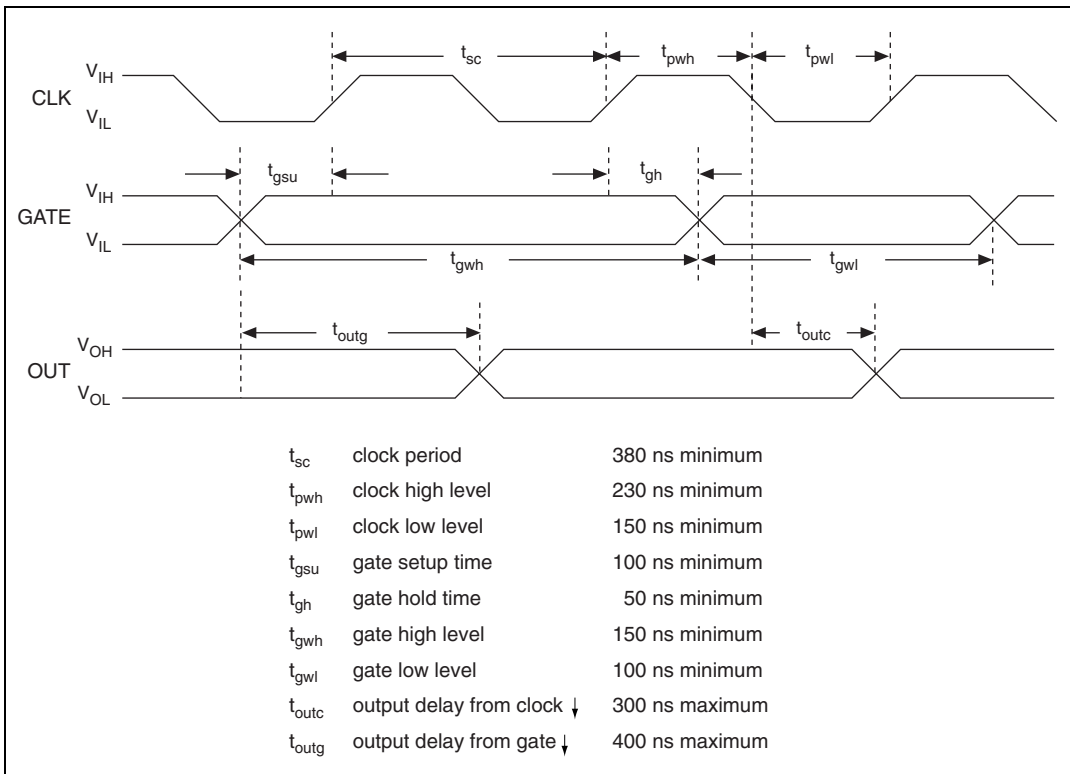 t_sc t_pwh t_pwl
V_IH
CLK
V_IL
t_gsu t_gh
V_IH
GATE
V_IL
t_gwh t_gwl
t_outg t_outc
V_OH
OUT
V_OL
t_sc clock period 380 ns minimum
t_pwh clock high level 230 ns minimum
t_pwl clock low level 150 ns minimum
t_gsu gate setup time 100 ns minimum
t_gh gate hold time 50 ns minimum
t_gwh gate high level 150 ns minimum
t_gwl gate low level 100 ns minimum
t_outc output delay from clock ↓ 300 ns maximum
t_outg output delay from gate ↓ 400 ns maximum